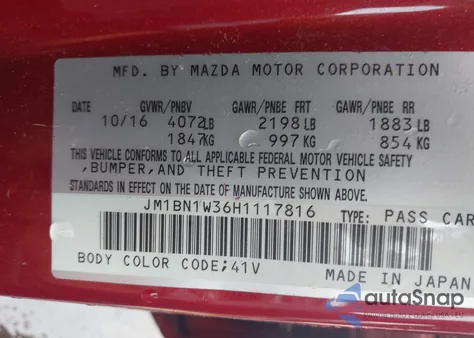 MFD. BY MAZDA MOTOR CORPORATION
DATE GVWR/PNBV GAWR/PNBE FRT GAWR/PNBE RR
10/16 4072LB 2198LB 1883LB
1847KG 997KG 854KG
THIS VEHICLE CONFORMS TO ALL APPLICABLE FEDERAL MOTOR VEHICLE SAFETY
,BUMPER,AND THEFT PREVENTION
STANDARDS IN EFFECT ON THE DATE OF MANUFACTURE SHOWN ABOVE.
JM1BN1W36H1117816 TYPE: PASS CAR
BODY COLOR CODE;41V
MADE IN JAPAN
autoSnap